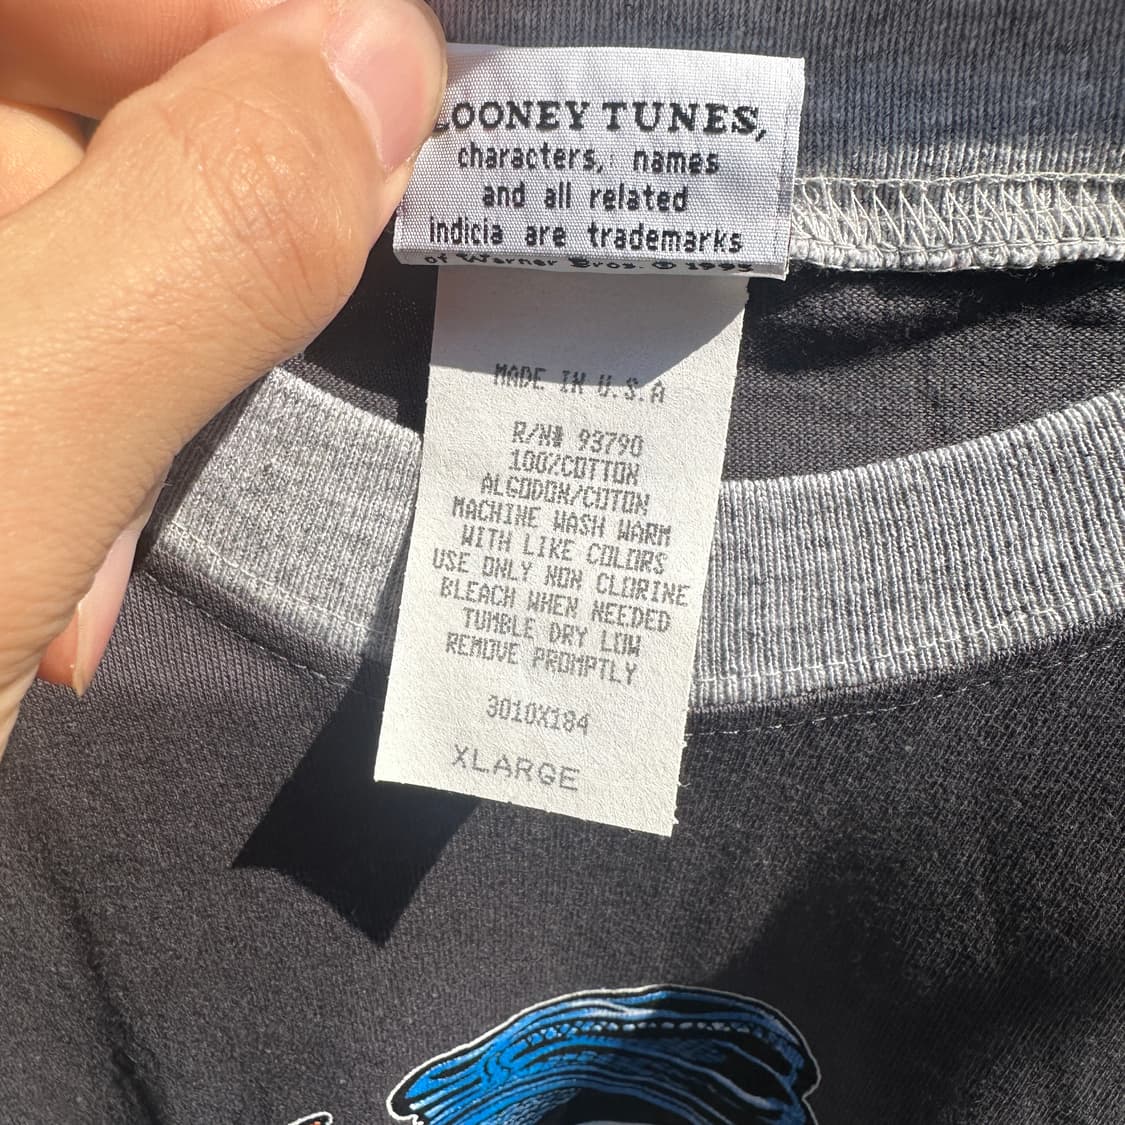 LOONEY TUNES,
characters, names
and all related
indicia are trademarks
of Warner Bros. © 1995
MADE IN U.S.A
R/N# 93790
100%COTTON
ALGODON/COTON
MACHINE WASH WARM
WITH LIKE COLORS
USE ONLY NON CLORINE
BLEACH WHEN NEEDED
TUMBLE DRY LOW
REMOVE PROMPTLY
3010X184
XLARGE